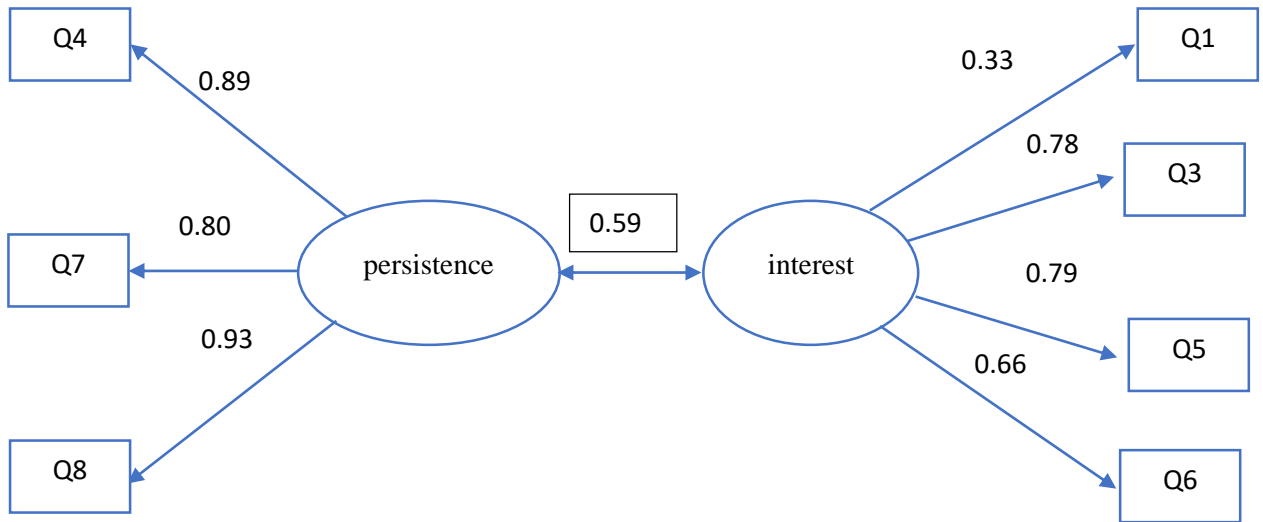 Q4
Q1
0.89
0.33
0.78
Q3
0.80
0.59
Q7
persistence
interest
0.79
0.93
Q5
0.66
Q8
Q6